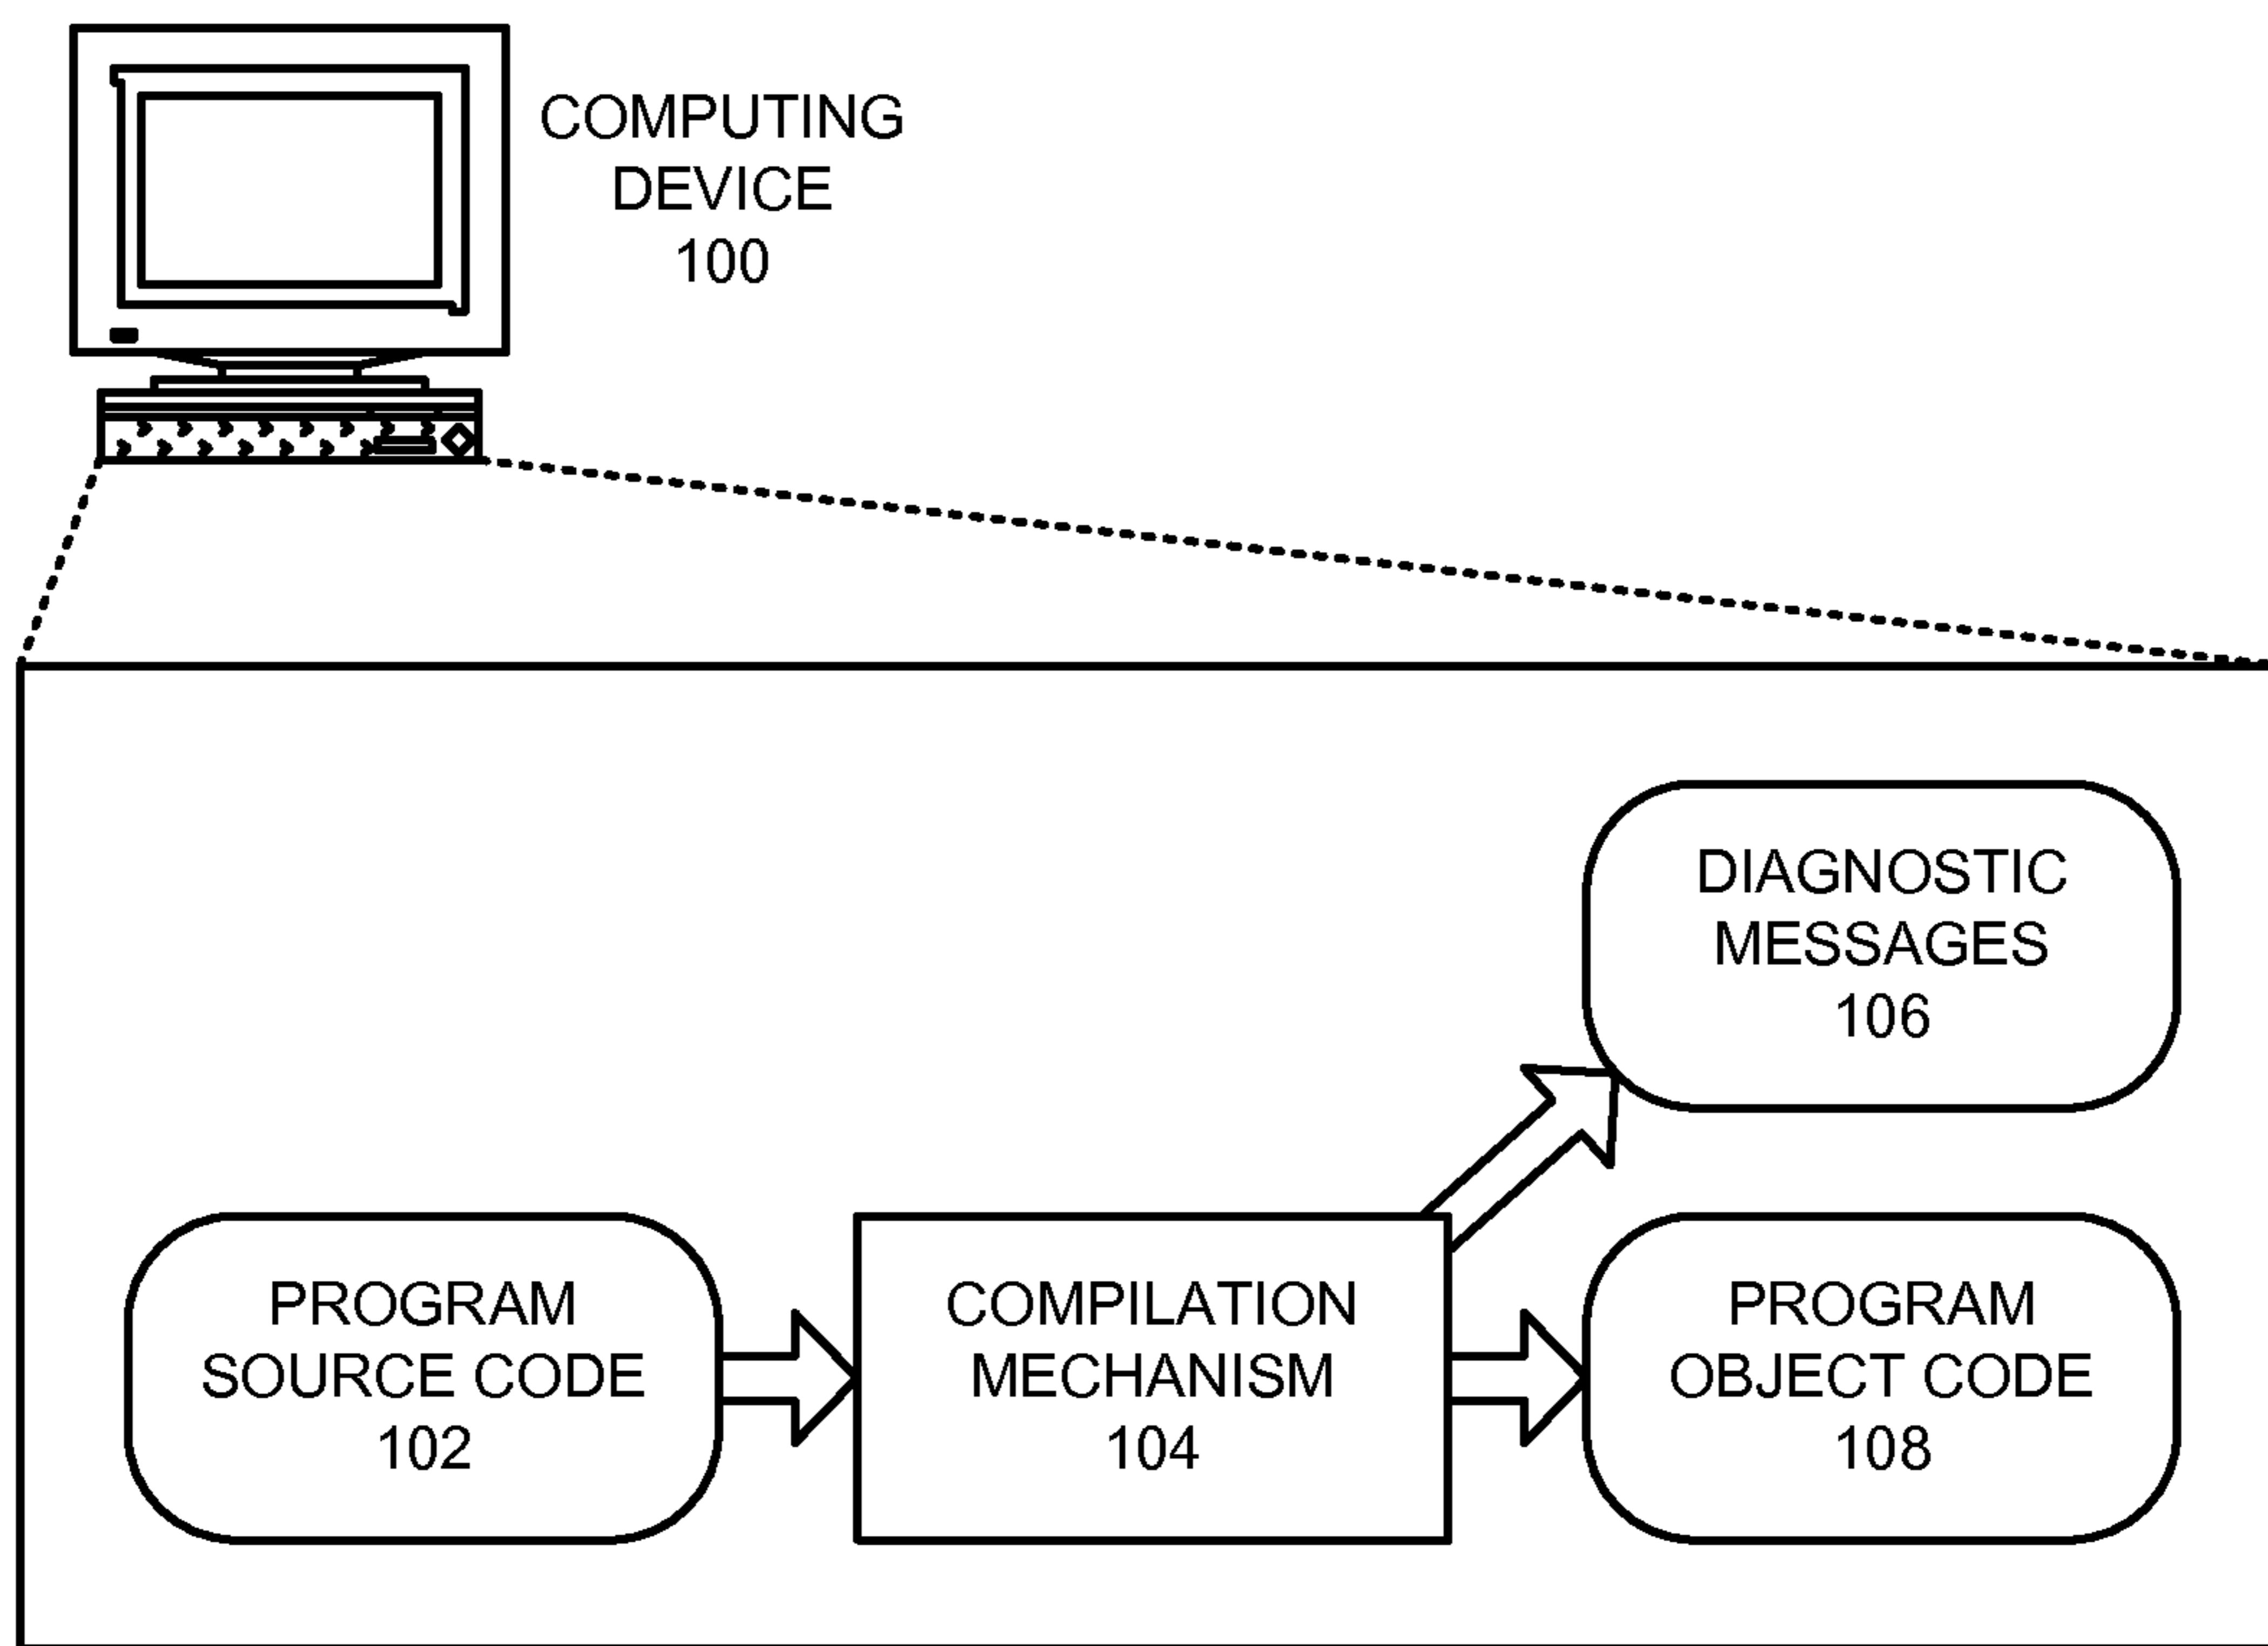 COMPUTING
DEVICE
100
DIAGNOSTIC
MESSAGES
106
PROGRAM
SOURCE CODE
102
COMPILATION
MECHANISM
104
PROGRAM
OBJECT CODE
108